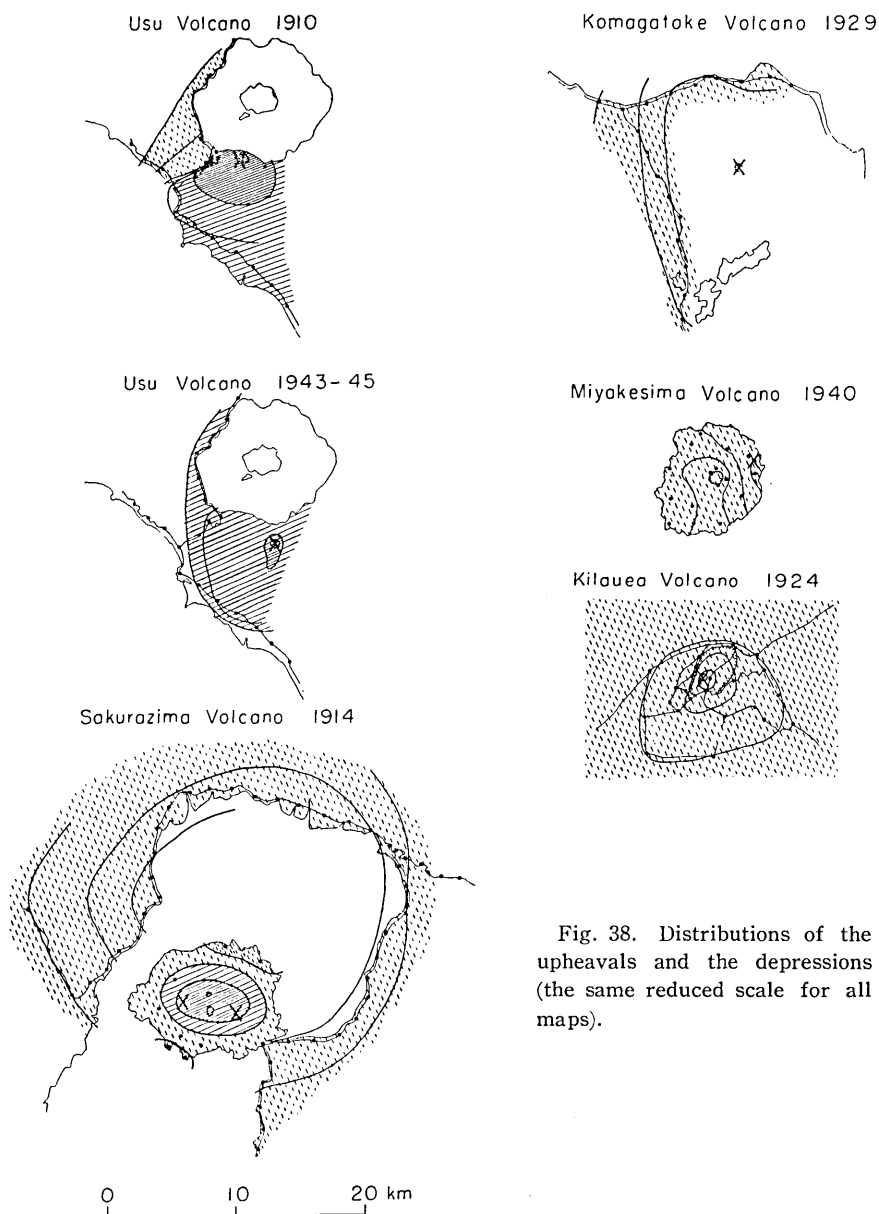 Usu Volcano 1910
Komagatake Volcano 1929
Usu Volcano 1943-45
Miyakesima Volcano 1940
Kilauea Volcano 1924
Sakurazima Volcano 1914
Fig. 38. Distributions of the
upheavals and the depressions
(the same reduced scale for all
maps).
0 10 20 km